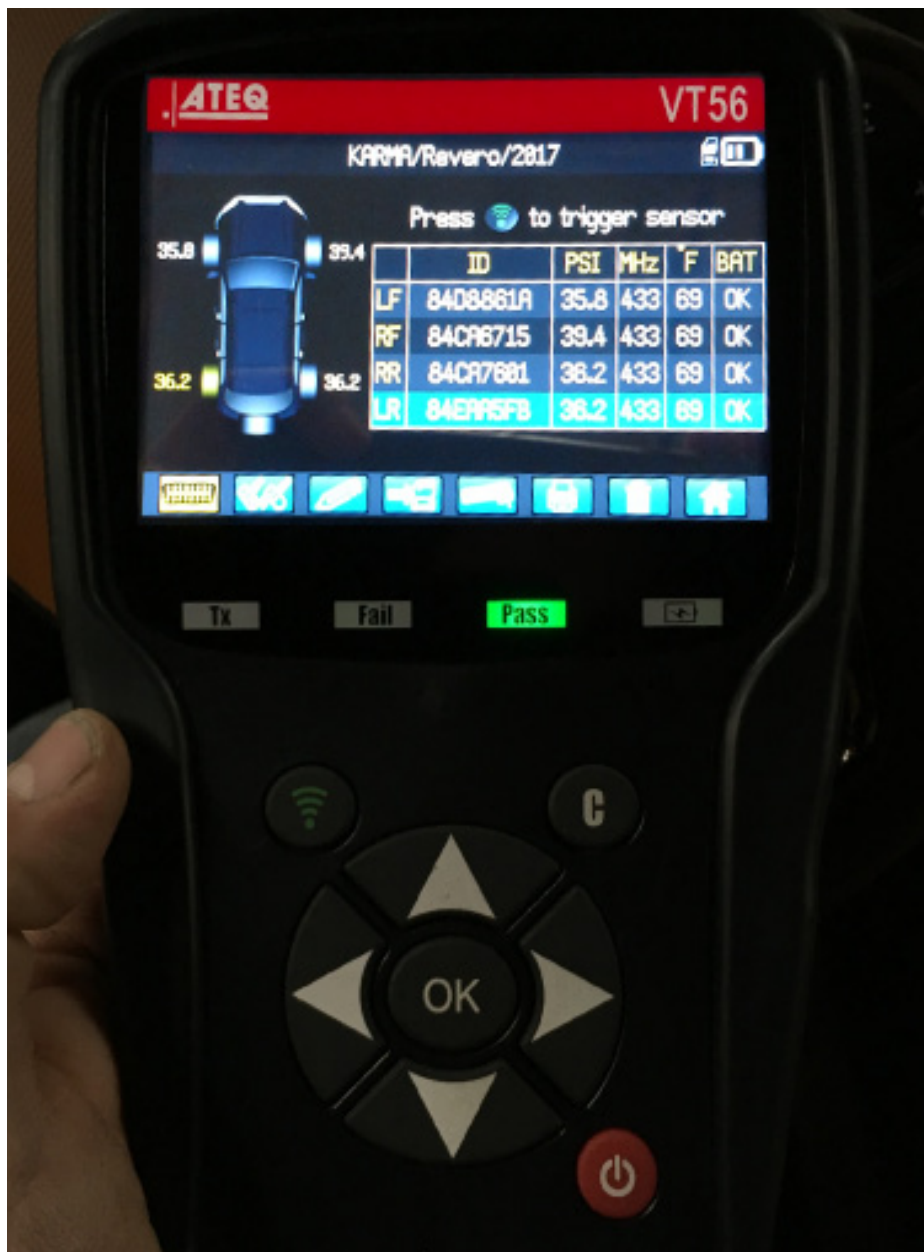 ATEQ VT56
KARMA/Revero/2017
Press to trigger sensor
35.8 39.4
36.2 36.2
ID PSI MHz °F BAT
LF 84D8861A 35.8 433 69 OK
RF 84CA6715 39.4 433 69 OK
RR 84CA7601 36.2 433 69 OK
LR 84EAA5FB 36.2 433 69 OK
Tx Fail Pass
C
OK